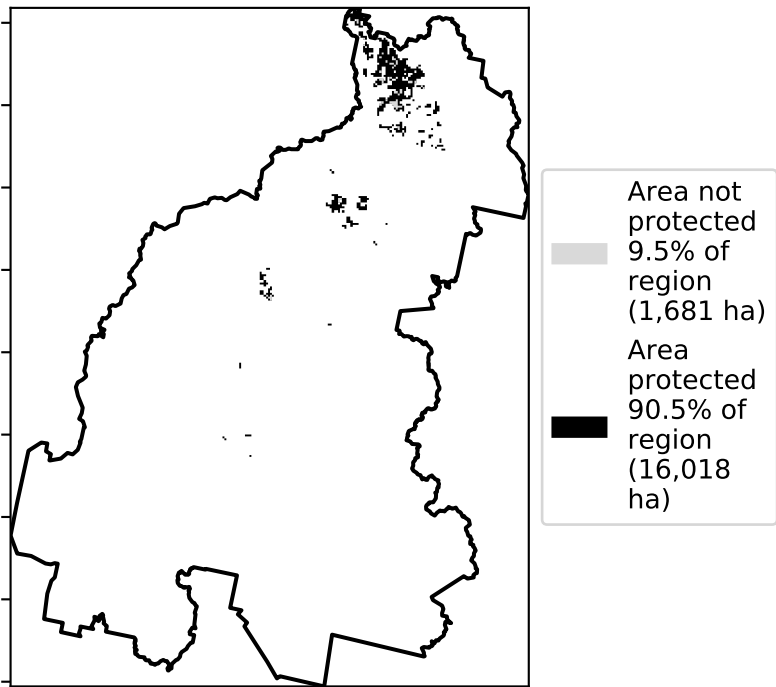 Area not
protected
9.5% of
region
(1,681 ha)
Area
protected
90.5% of
region
(16,018
ha)